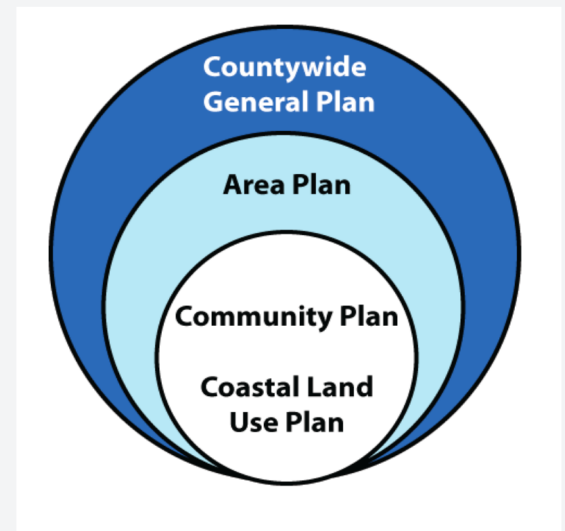 Countywide
General Plan
Area Plan
Community Plan
Coastal Land
Use Plan